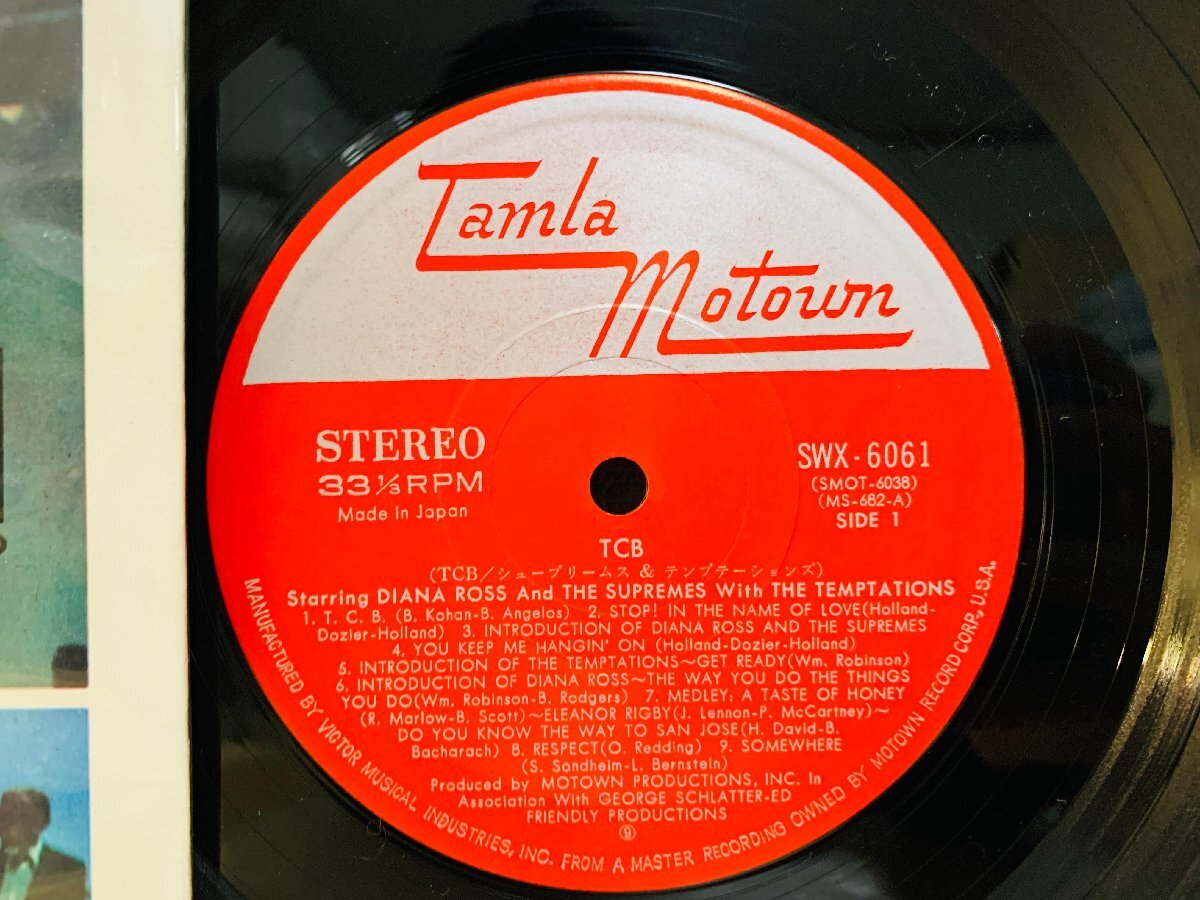 Tamla
Motown
STEREO
33⅓RPM
Made in Japan
SWX-6061
(SMOT-6038)
(MS-682-A)
SIDE 1
TCB
(TCB/シュープリームス & テンプテーションズ)
Starring DIANA ROSS And THE SUPREMES With THE TEMPTATIONS
1. T. C. B. (B. Kohan-B. Angelos) 2. STOP! IN THE NAME OF LOVE(Holland-
Dozier-Holland) 3. INTRODUCTION OF DIANA ROSS AND THE SUPREMES
4. YOU KEEP ME HANGIN' ON (Holland-Dozier-Holland)
5. INTRODUCTION OF THE TEMPTATIONS~GET READY(Wm. Robinson)
6. INTRODUCTION OF DIANA ROSS~THE WAY YOU DO THE THINGS
YOU DO(Wm. Robinson-B. Rodgers) 7. MEDLEY: A TASTE OF HONEY
(R. Marlow-B. Scott)~ELEANOR RIGBY(J. Lennon-P. McCartney)~
DO YOU KNOW THE WAY TO SAN JOSE(H. David-B.
Bacharach) 8. RESPECT(O. Redding) 9. SOMEWHERE
(S. Sondheim-L. Bernstein)
Produced by MOTOWN PRODUCTIONS, INC. In
Association With GEORGE SCHLATTER-ED
FRIENDLY PRODUCTIONS
MANUFACTURED BY VICTOR MUSICAL INDUSTRIES, INC. FROM A MASTER RECORDING OWNED BY MOTOWN RECORD CORP., U.S.A.